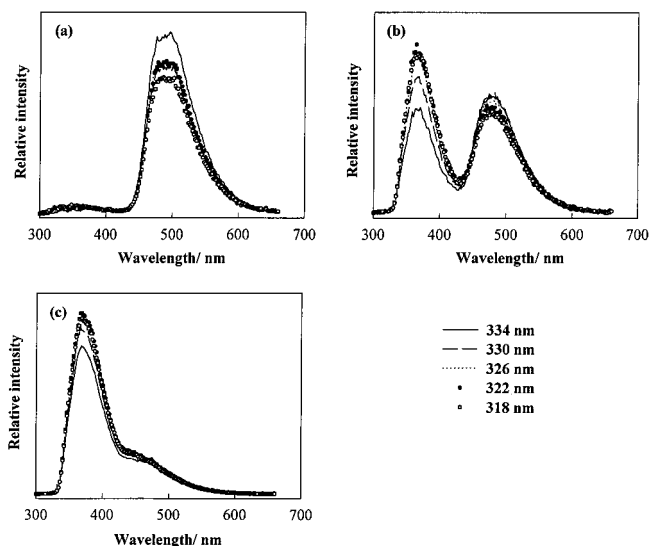 (a)
Relative intensity
300 400 500 600 700
Wavelength/ nm
(b)
Relative intensity
300 400 500 600 700
Wavelength/ nm
(c)
Relative intensity
300 400 500 600 700
Wavelength/ nm
334 nm
330 nm
326 nm
322 nm
318 nm